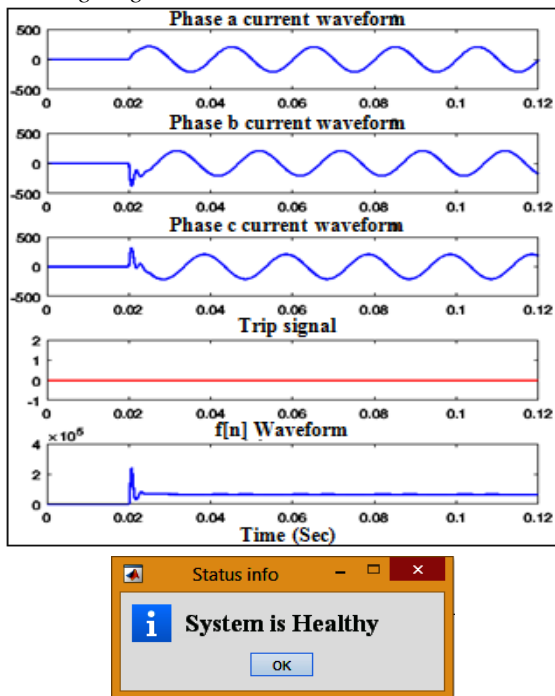 Phase a current waveform
500
0
-500
0 0.02 0.04 0.06 0.08 0.1 0.12
Phase b current waveform
500
0
-500
0 0.02 0.04 0.06 0.08 0.1 0.12
Phase c current waveform
500
0
-500
0 0.02 0.04 0.06 0.08 0.1 0.12
Trip signal
2
1
0
-1
0 0.02 0.04 0.06 0.08 0.1 0.12
f[n] Waveform
×10⁵
4
2
0
0 0.02 0.04 0.06 0.08 0.1 0.12
Time (Sec)
Status info
System is Healthy
OK